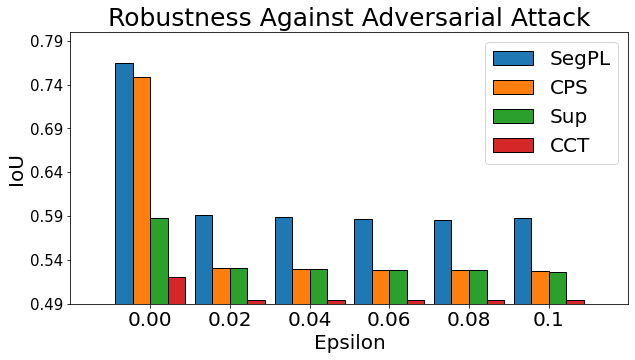 Robustness Against Adversarial Attack
IoU
0.79
0.74
0.69
0.64
0.59
0.54
0.49
SegPL
CPS
Sup
CCT
0.00 0.02 0.04 0.06 0.08 0.1
Epsilon